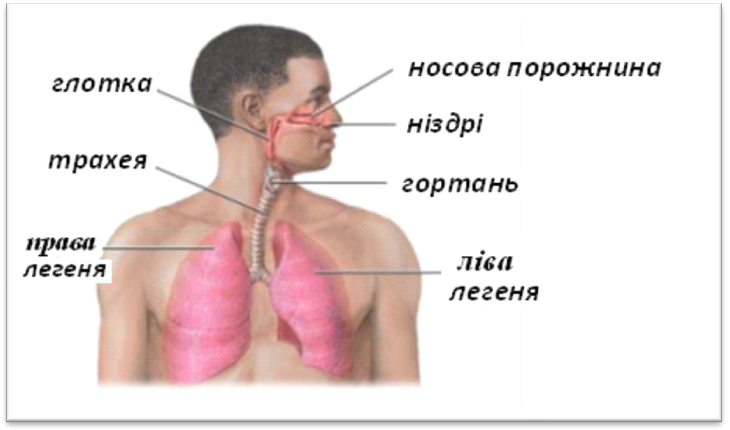 носова порожнина
глотка
ніздрі
трахея
гортань
права
легеня
ліва
легеня